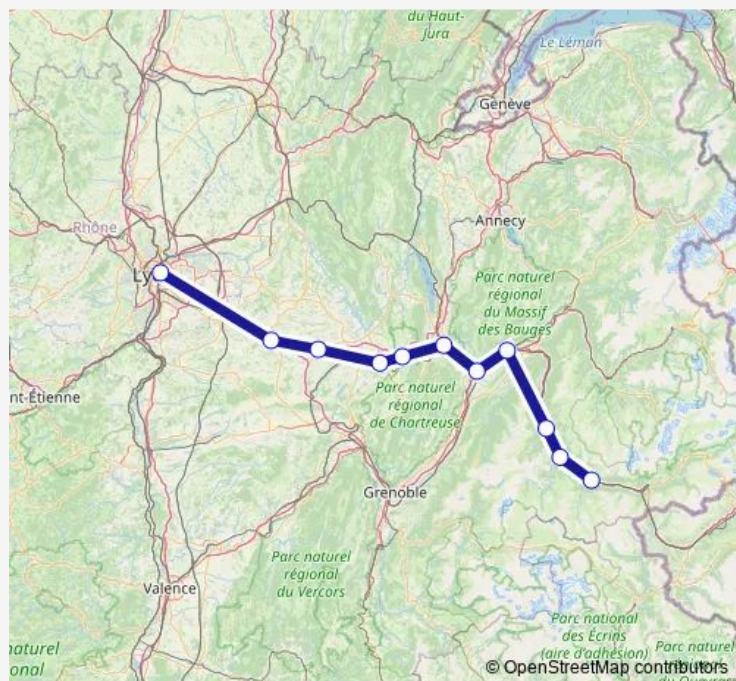 du Haut-
Jura
Le Léman
Genève
Rhône
Annecy
Ly
Parc naturel
régional
du Massif
des Bauges
nt-Étienne
Parc naturel
régional
de Chartreuse
Grenoble
Parc naturel
régional
du Vercors
Valence
Parc national
des Écrins
(aire d'adhésion)
Parc naturel
naturel
onal
© OpenStreetMap contributors